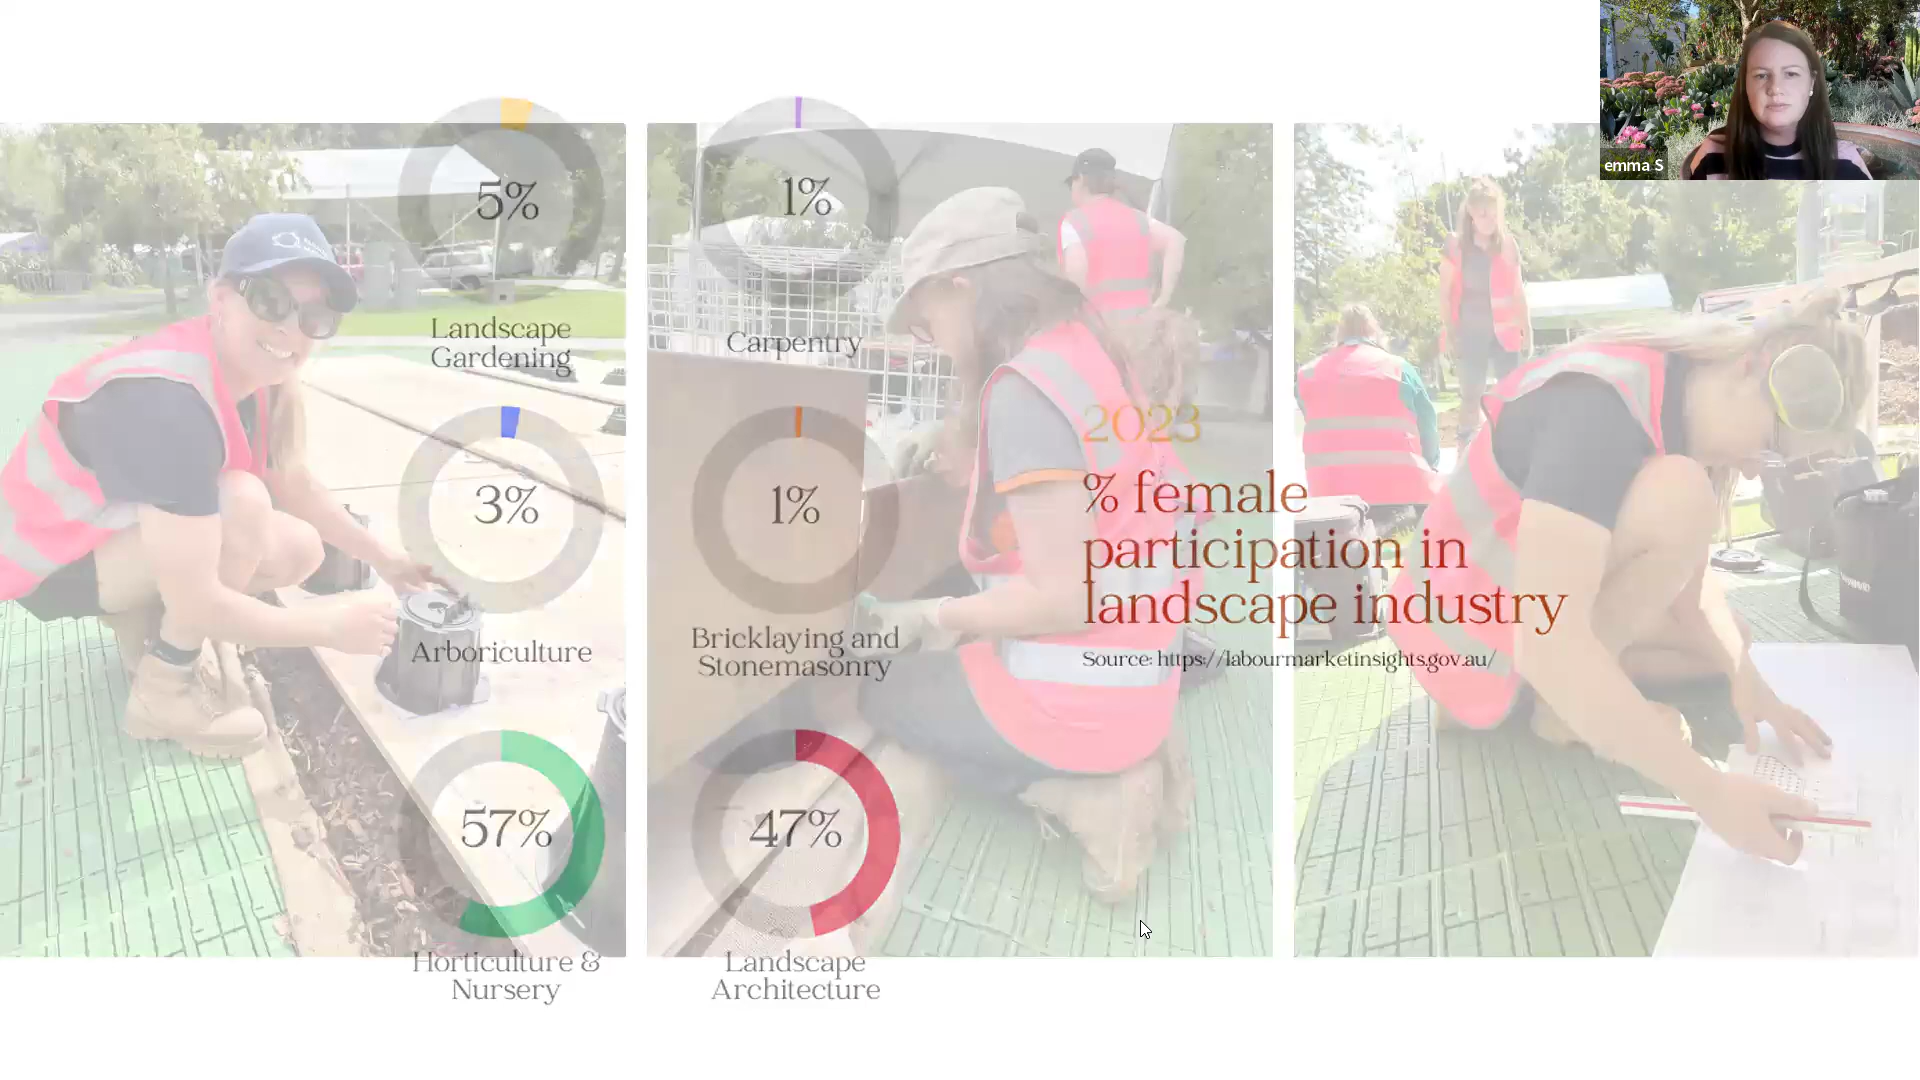 emma S
5%
Landscape
Gardening
1%
Carpentry
3%
Arboriculture
1%
Bricklaying and
Stonemasonry
57%
Horticulture &
Nursery
47%
Landscape
Architecture
2023
% female
participation in
landscape industry
Source: https://labourmarketinsights.gov.au/